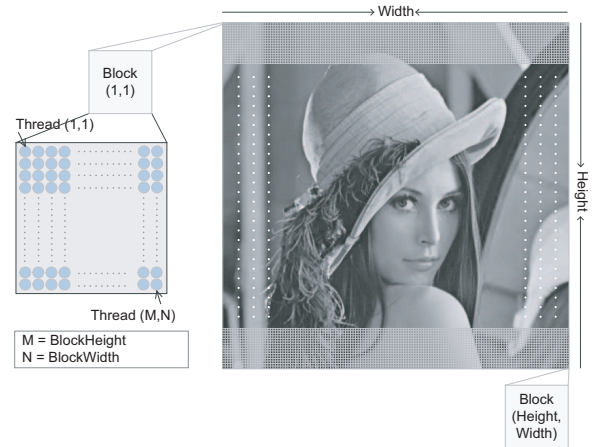 Width
Block
(1,1)
Thread (1,1)
Height
Thread (M,N)
M = BlockHeight
N = BlockWidth
Block
(Height,
Width)